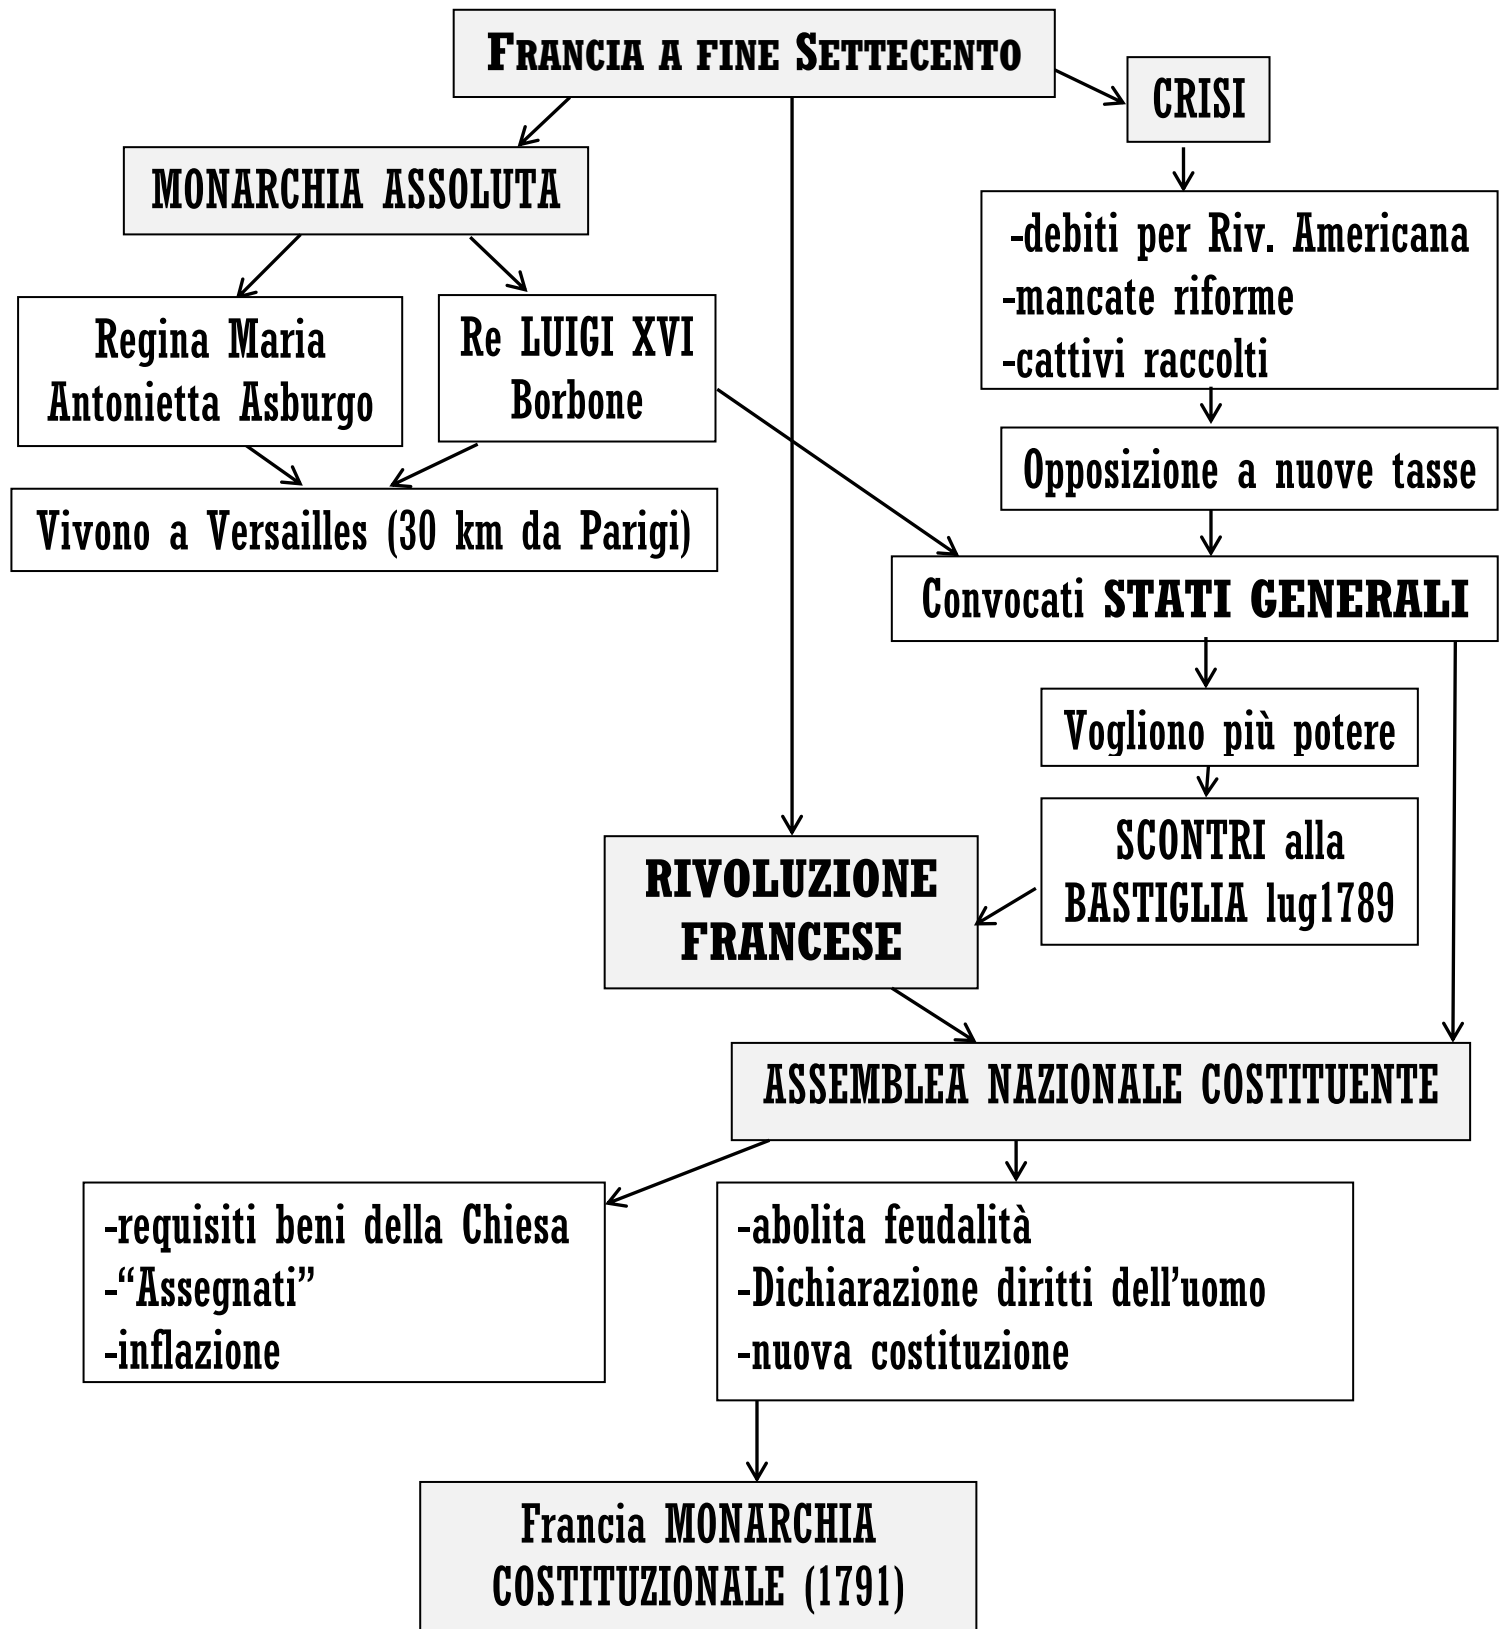 FRANCIA A FINE SETTECENTO
CRISI
MONARCHIA ASSOLUTA
-debiti per Riv. Americana
-mancate riforme
-cattivi raccolti
Regina Maria
Antonietta Asburgo
Re LUIGI XVI
Borbone
Opposizione a nuove tasse
Vivono a Versailles (30 km da Parigi)
Convocati STATI GENERALI
Vogliono più potere
SCONTRI alla
BASTIGLIA lug1789
RIVOLUZIONE
FRANCESE
ASSEMBLEA NAZIONALE COSTITUENTE
-requisiti beni della Chiesa
-“Assegnati”
-inflazione
-abolita feudalità
-Dichiarazione diritti dell’uomo
-nuova costituzione
Francia MONARCHIA
COSTITUZIONALE (1791)